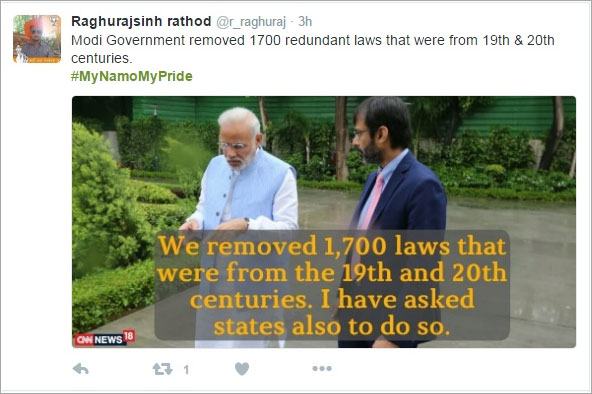 Raghurajsinh rathod @r_raghuraj · 3h
Modi Government removed 1700 redundant laws that were from 19th & 20th
centuries.
#MyNamoMyPride
We removed 1,700 laws that
were from the 19th and 20th
centuries. I have asked
states also to do so.
CNN NEWS 18
1